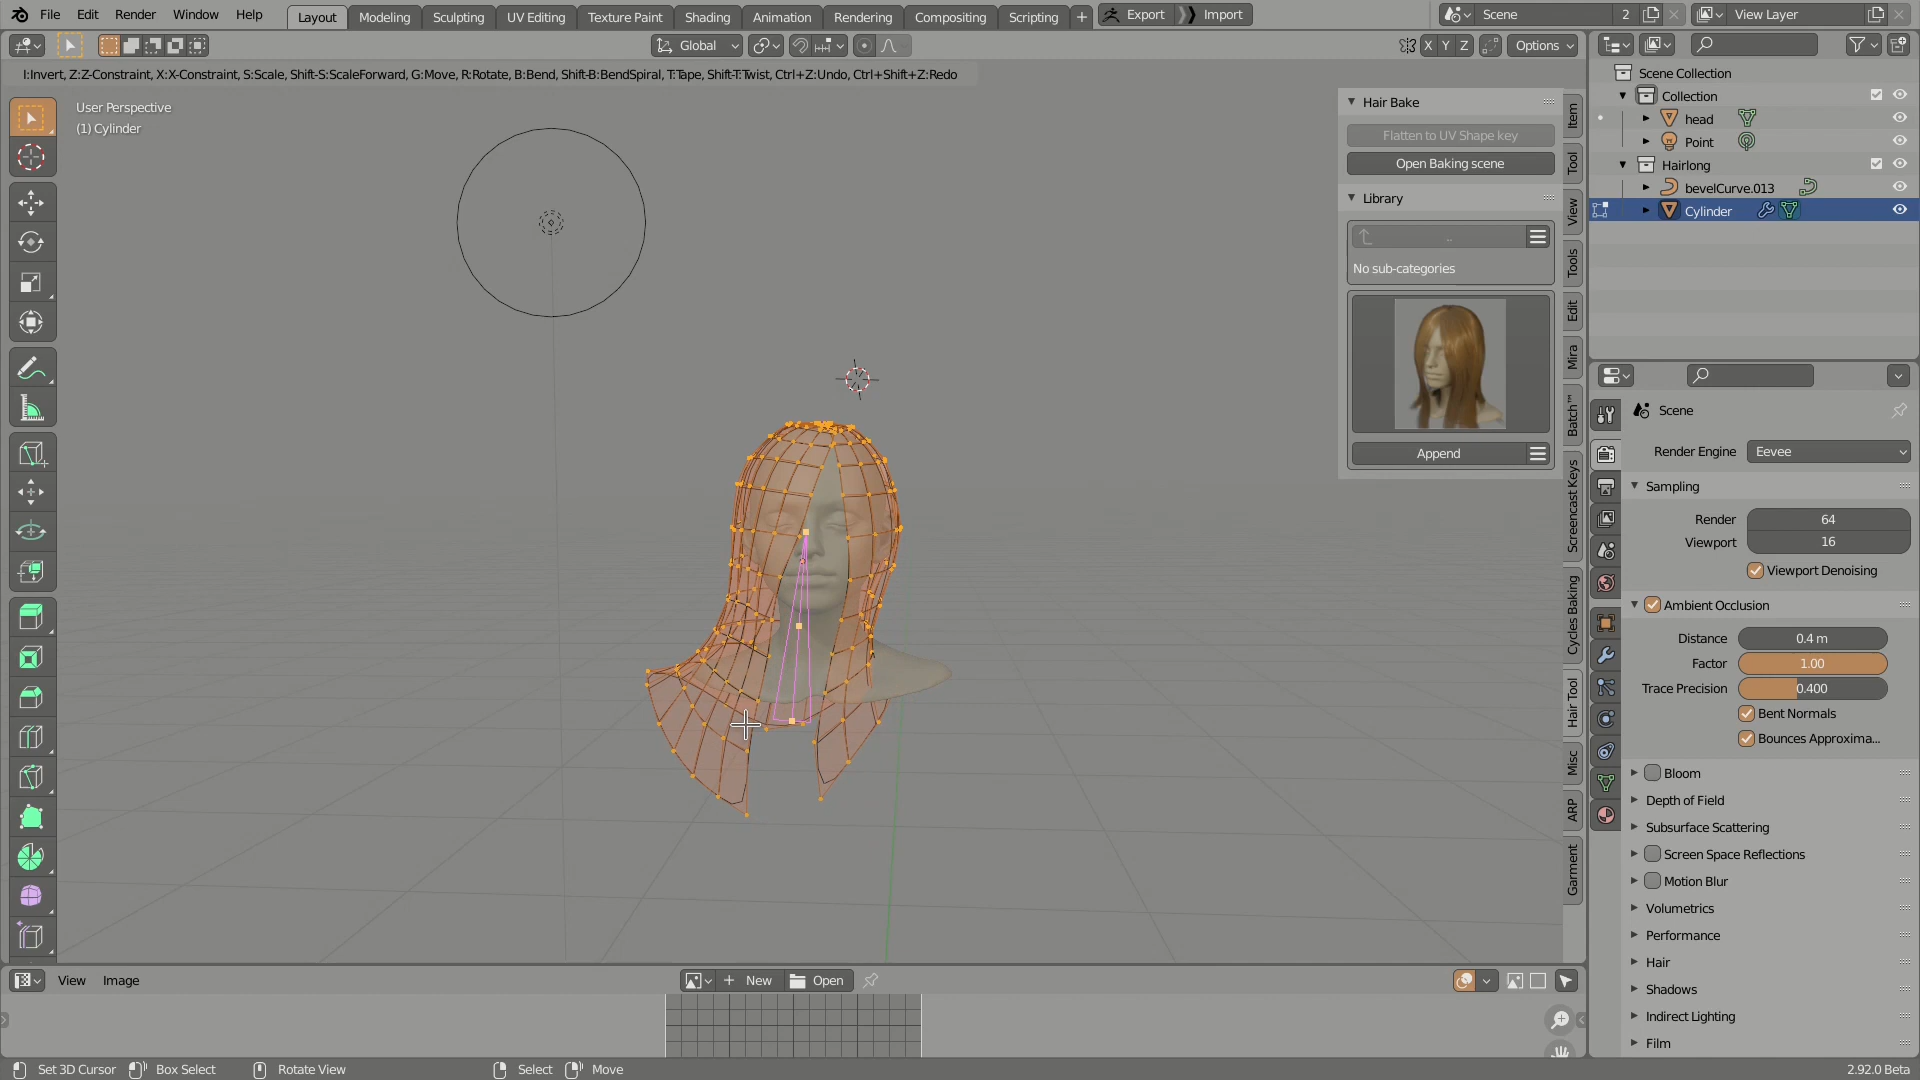 File Edit Render Window Help Layout Modeling Sculpting UV Editing Texture Paint Shading Animation Rendering Compositing Scripting + Export Import Scene 2 View Layer
Global X Y Z Options
I:Invert, Z:Z-Constraint, X:X-Constraint, S:Scale, Shift-S:ScaleForward, G:Move, R:Rotate, B:Bend, Shift-B:BendSpiral, T:Tape, Shift-T:Twist, Ctrl+Z:Undo, Ctrl+Shift+Z:Redo
User Perspective
(1) Cylinder
Hair Bake
Flatten to UV Shape key
Open Baking scene
Library
..
No sub-categories
Append
Item
Tool
View
Tools
Edit
Mira
Batch™
Screencast Keys
Cycles Baking
Hair Tool
Misc
ARP
Garment
Scene Collection
Collection
head
Point
Hairlong
bevelCurve.013
Cylinder
Scene
Render Engine Eevee
Sampling
Render 64
Viewport 16
Viewport Denoising
Ambient Occlusion
Distance 0.4 m
Factor 1.00
Trace Precision 0.400
Bent Normals
Bounces Approxima...
Bloom
Depth of Field
Subsurface Scattering
Screen Space Reflections
Motion Blur
Volumetrics
Performance
Hair
Shadows
Indirect Lighting
Film
View Image New Open
Set 3D Cursor Box Select Rotate View Select Move 2.92.0 Beta